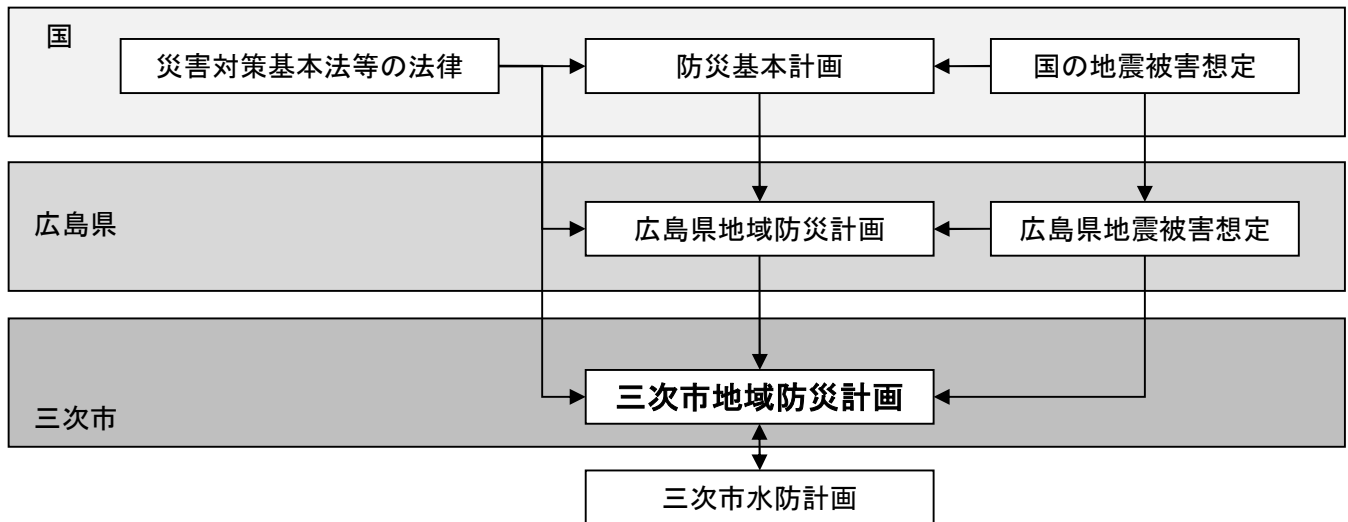 国
災害対策基本法等の法律
防災基本計画
国の地震被害想定
広島県
広島県地域防災計画
広島県地震被害想定
三次市地域防災計画
三次市
三次市水防計画